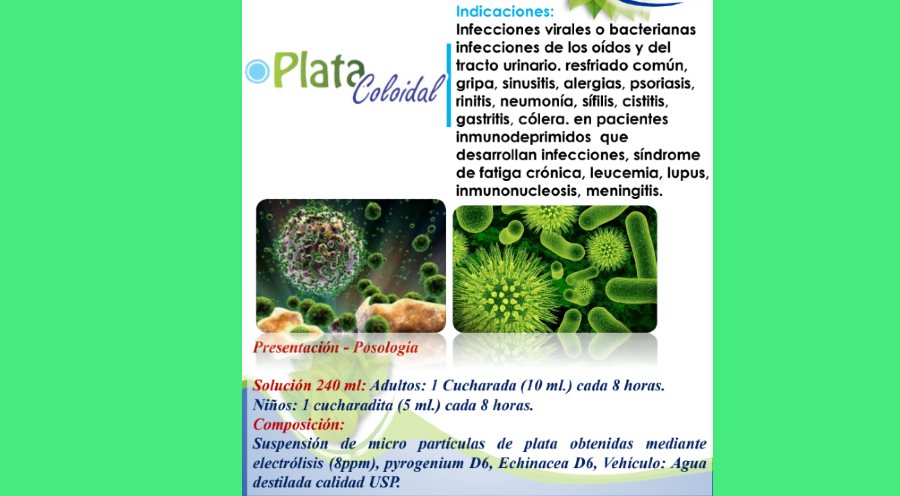 Plata
Coloidal
Indicaciones:
Infecciones virales o bacterianas
infecciones de los oídos y del
tracto urinario. resfriado común,
gripa, sinusitis, alergias, psoriasis,
rinitis, neumonía, sífilis, cistitis,
gastritis, cólera. en pacientes
inmunodeprimidos que
desarrollan infecciones, síndrome
de fatiga crónica, leucemia, lupus,
inmunonucleosis, meningitis.
Presentación - Posología
Solución 240 ml: Adultos: 1 Cucharada (10 ml.) cada 8 horas.
Niños: 1 cucharadita (5 ml.) cada 8 horas.
Composición:
Suspensión de micro partículas de plata obtenidas mediante
electrólisis (8ppm), pyrogenium D6, Echinacea D6, Vehículo: Agua
destilada calidad USP.